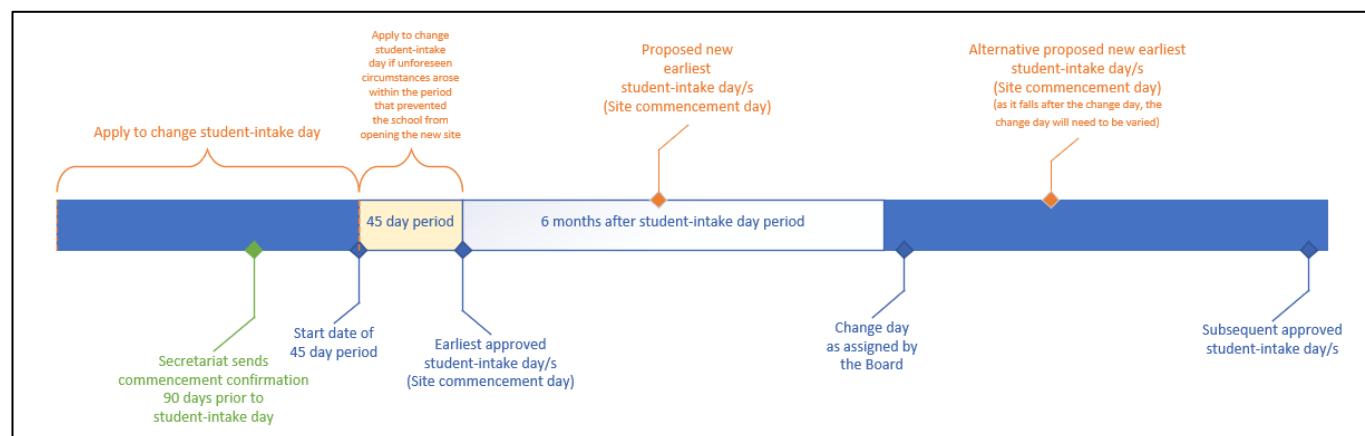 Apply to change student-intake day
Apply to change
student-intake
day if unforeseen
circumstances arose
within the period
that prevented
the school from
opening the new site
Proposed new
earliest
student-intake day/s
(Site commencement day)
Alternative proposed new earliest
student-intake day/s
(Site commencement day)
(as it falls after the change day, the
change day will need to be varied)
45 day period
6 months after student-intake day period
Secretariat sends
commencement confirmation
90 days prior to
student-intake day
Start date of
45 day period
Earliest approved
student-intake day/s
(Site commencement day)
Change day
as assigned by
the Board
Subsequent approved
student-intake day/s